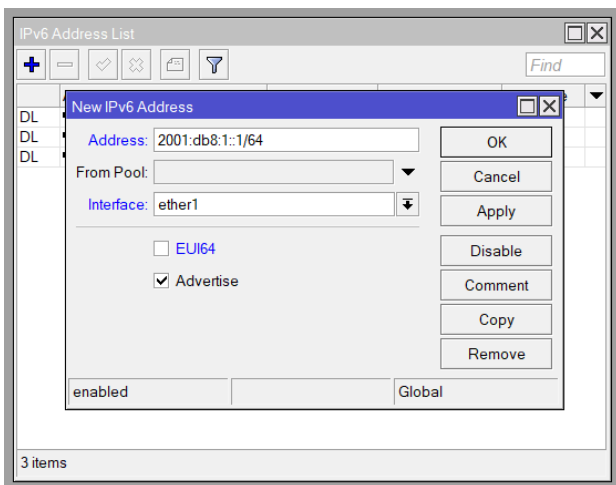 IPv6 Address List
Find
New IPv6 Address
DL
DL
DL
Address: 2001:db8:1::1/64
From Pool:
Interface: ether1
EUI64
Advertise
OK
Cancel
Apply
Disable
Comment
Copy
Remove
enabled
Global
3 items